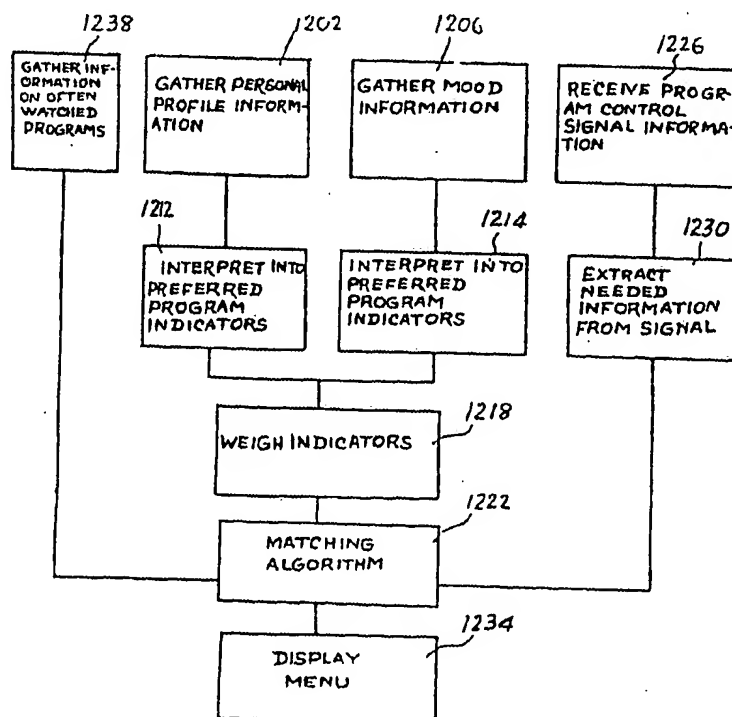 1238
1202
1206
1226
GATHER INF-
ORMATION
ON OFTEN
WATCHED
PROGRAMS
GATHER PERSONAL
PROFILE INFORM-
ATION
GATHER MOOD
INFORMATION
RECEIVE PROGR-
AM CONTROL
SIGNAL INFORMA-
TION
1212
1214
1230
INTERPRET INTO
PREFERRED
PROGRAM
INDICATORS
INTERPRET INTO
PREFERRED
PROGRAM
INDICATORS
EXTRACT
NEEDED
INFORMATION
FROM SIGNAL
1218
WEIGH INDICATORS
1222
MATCHING
ALGORITHM
1234
DISPLAY
MENU